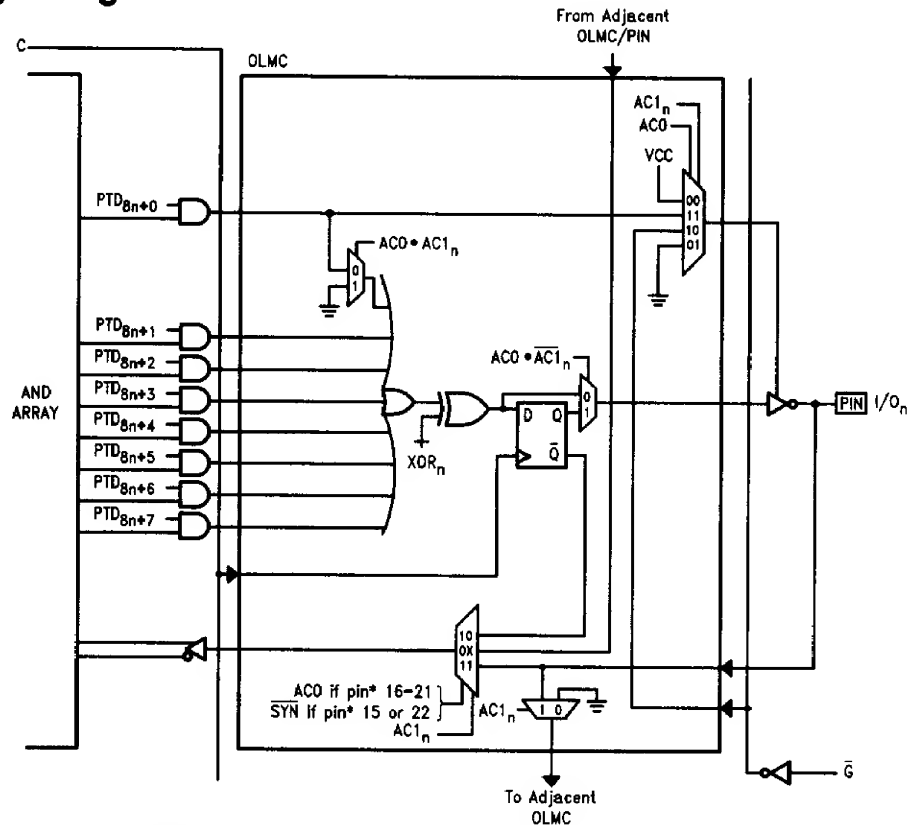 From Adjacent
OLMC/PIN
C
OLMC
AC1n
AC0
VCC
00
11
10
01
PTD8n+0
AC0 • AC1n
0
1
PTD8n+1
PTD8n+2
PTD8n+3
PTD8n+4
PTD8n+5
PTD8n+6
PTD8n+7
AND
ARRAY
AC0 • A̅C̅1̅n
0
1
D Q
Q̅
XORn
PIN I/On
10
0X
11
AC0 if pin* 16-21
S̅Y̅N̅ if pin* 15 or 22
AC1n
AC1n
1 0
G̅
To Adjacent
OLMC